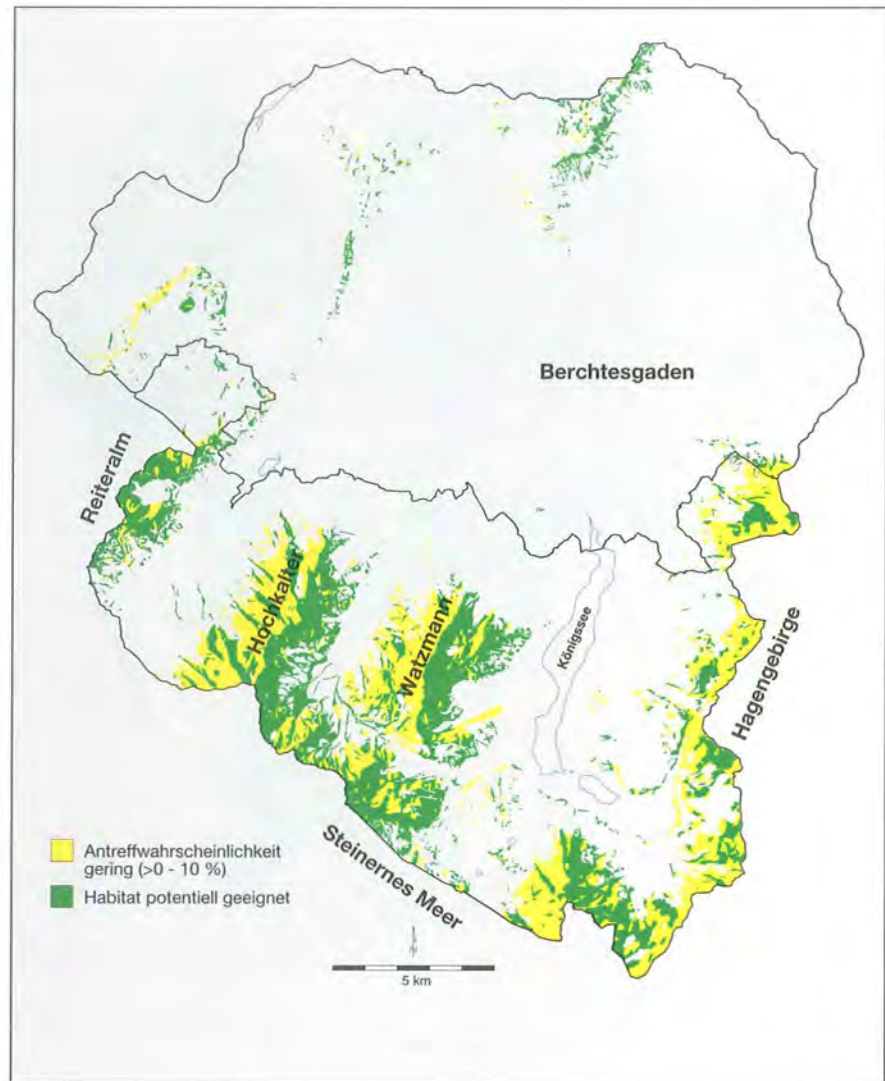 Berchtesgaden
Reiteralm
Hochkalter
Watzmann
Königssee
Hagengebirge
Steinernes Meer
Antreffwahrscheinlichkeit
gering (>0 - 10 %)
Habitat potentiell geeignet
5 km